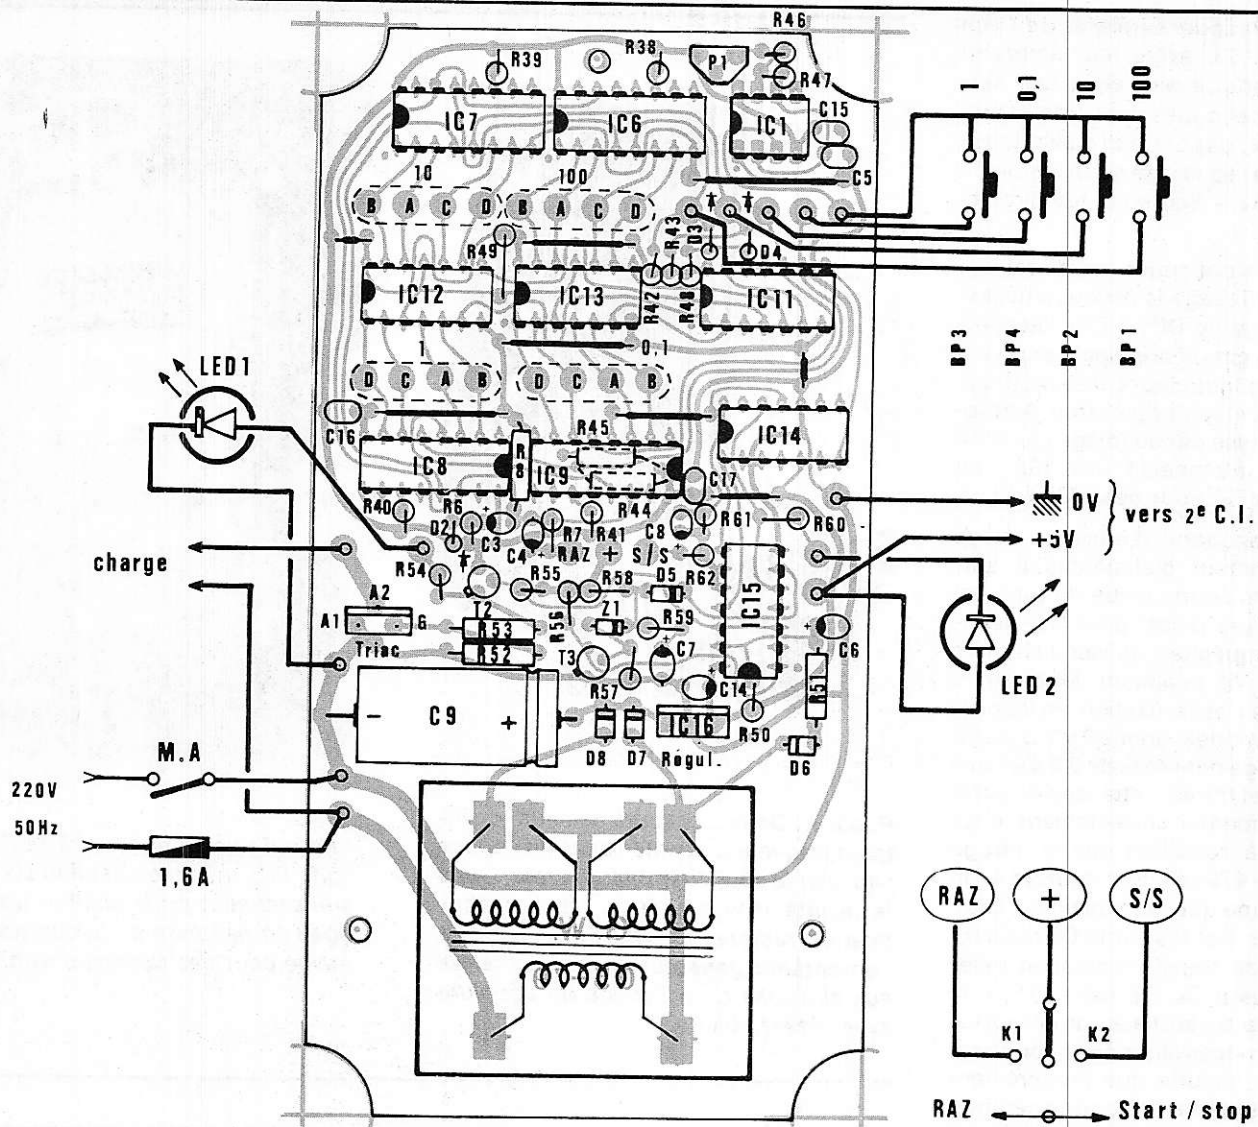 R46
R39
R38
P1
R47
C15
IC7
IC6
IC1
C5
1
0,1
10
100
10
100
B A C D
B A C D
R49
R43
D3
D4
IC12
IC13
R42
R48
IC11
BP3
BP4
BP2
BP1
1
0,1
D C A B
D C A B
LED1
C16
R45
IC14
IC8
R8
IC9
C17
R40
R6
R44
R61
R60
D2
C3
C4
R7
R41
C8
RAZ
+
S/S
R62
0V
+5V
vers 2e C.I.
charge
R54
R55
R58
D5
IC15
A2
A1
G
Triac
T2
R53
R52
R56
Z1
R59
T3
C7
C6
R57
C14
R51
LED 2
-
C9
+
IC16
R50
D8
D7
Régul.
D6
M.A
220V
50Hz
1,6A
RAZ
+
S/S
K1
K2
RAZ
Start / stop